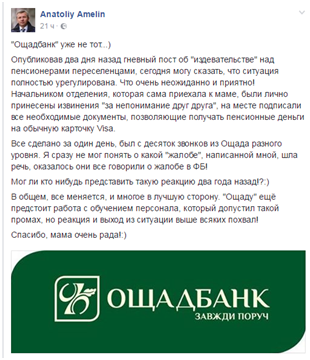 Anatoliy Amelin
21 ч ·
"Ощадбанк" уже не тот...)
Опубликовав два дня назад гневный пост об "издевательстве" над
пенсионерами переселенцами, сегодня могу сказать, что ситуация
полностью урегулирована. Что очень неожиданно и приятно!
Начальником отделения, которая сама приехала к маме, были лично
принесены извинения "за непонимание друг друга", на месте подписали
все необходимые документы, позволяющие получать пенсионные деньги
на обычную карточку Visa.
Все сделано за один день, был с десяток звонков из Ощада разного
уровня. Я сразу не мог понять о какой "жалобе", написанной мной, шла
речь, оказалось они все говорили о жалобе в ФБ!
Мог ли кто нибудь представить такую реакцию два года назад!?:)
В общем, все меняется, и многое в лучшую сторону. "Ощаду" ещё
предстоит работа с обучением персонала, который допустил такой
промах, но реакция и выход из ситуации выше всяких похвал!
Спасибо, мама очень рада!:)
ОЩАДБАНК
ЗАВЖДИ ПОРУЧ